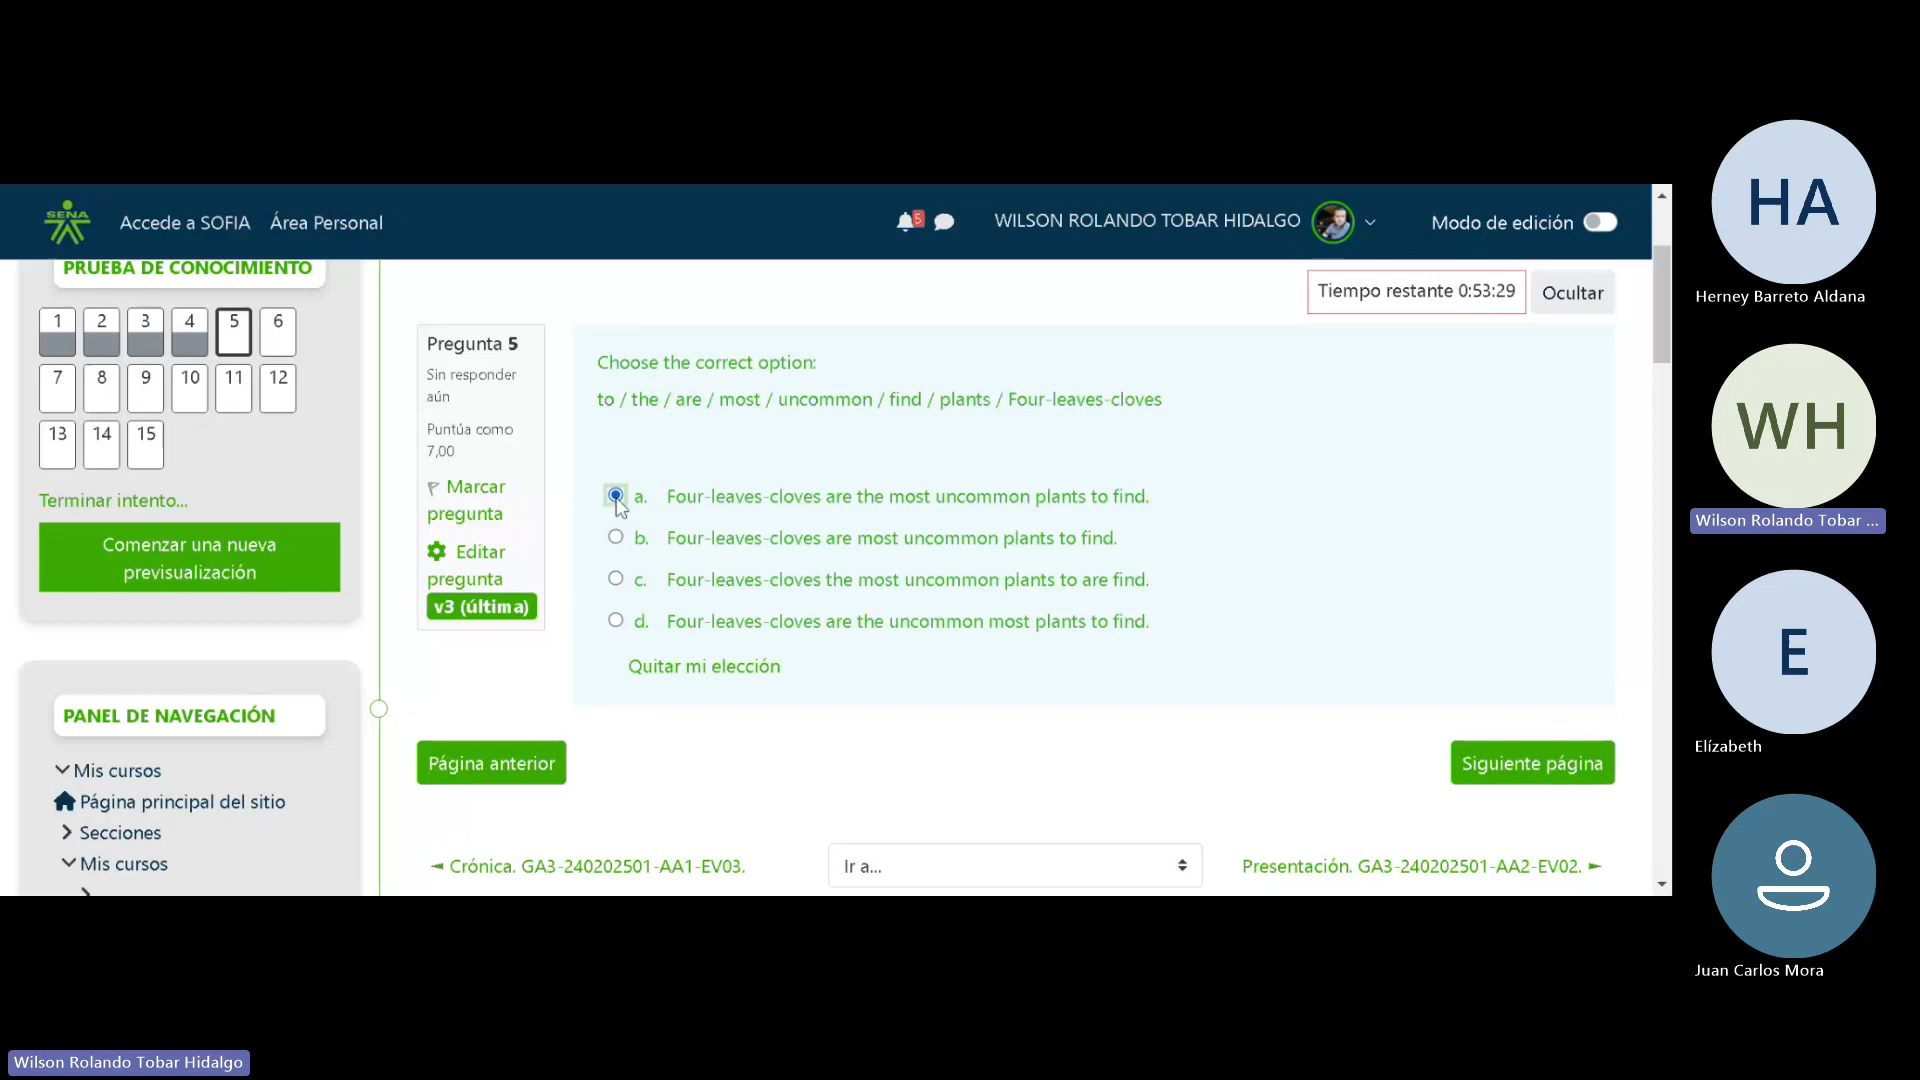 SENA
Accede a SOFIA
Área Personal
5
WILSON ROLANDO TOBAR HIDALGO
Modo de edición
PRUEBA DE CONOCIMIENTO
1 2 3 4 5 6
7 8 9 10 11 12
13 14 15
Terminar intento...
Comenzar una nueva
previsualización
PANEL DE NAVEGACIÓN
Mis cursos
Página principal del sitio
Secciones
Mis cursos
Tiempo restante 0:53:29
Ocultar
Pregunta 5
Sin responder
aún
Puntúa como
7,00
Marcar
pregunta
Editar
pregunta
v3 (última)
Choose the correct option:
to / the / are / most / uncommon / find / plants / Four-leaves-cloves
a. Four-leaves-cloves are the most uncommon plants to find.
b. Four-leaves-cloves are most uncommon plants to find.
c. Four-leaves-cloves the most uncommon plants to are find.
d. Four-leaves-cloves are the uncommon most plants to find.
Quitar mi elección
Página anterior
Siguiente página
◄ Crónica. GA3-240202501-AA1-EV03.
Ir a...
Presentación. GA3-240202501-AA2-EV02. ►
HA
Herney Barreto Aldana
WH
Wilson Rolando Tobar ...
E
Elízabeth
Juan Carlos Mora
Wilson Rolando Tobar Hidalgo